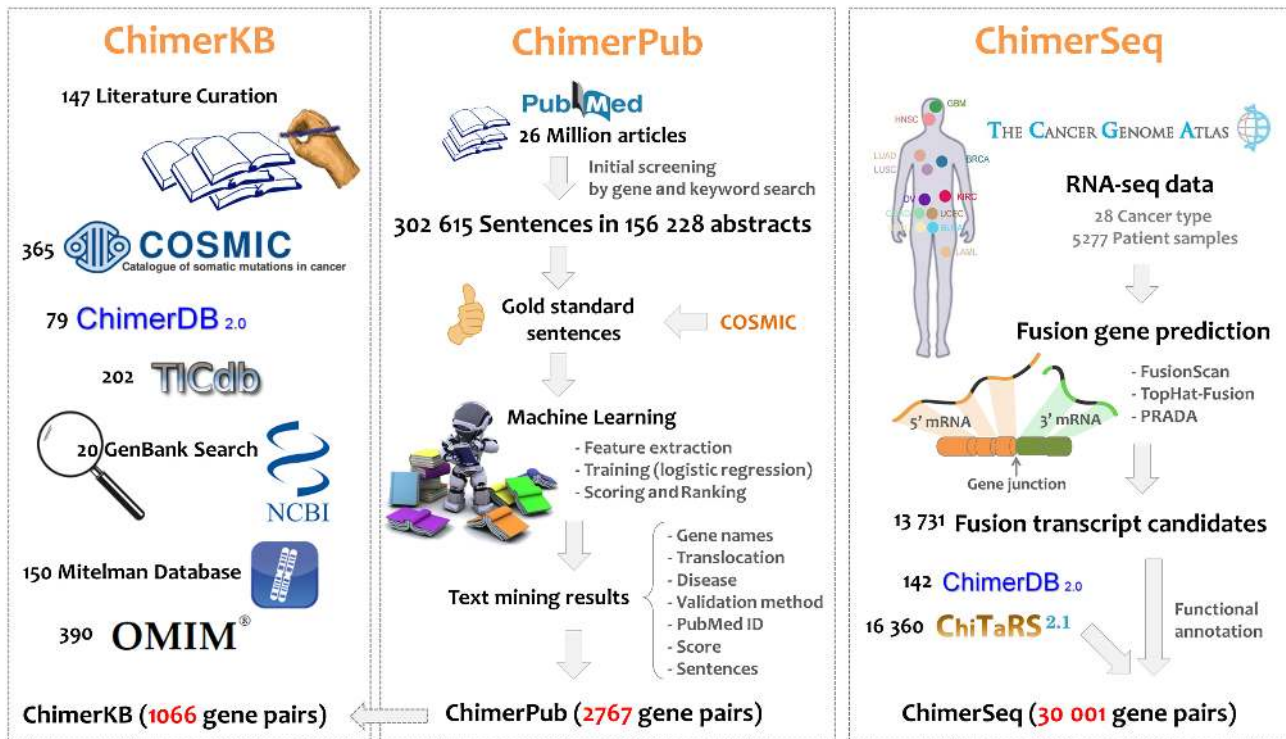 ChimerKB
147 Literature Curation
365 COSMIC
Catalogue of somatic mutations in cancer
79 ChimerDB 2.0
202 TICdb
20 GenBank Search
NCBI
150 Mitelman Database
390 OMIM®
ChimerKB (1066 gene pairs)
ChimerPub
PubMed
26 Million articles
Initial screening
by gene and keyword search
302 615 Sentences in 156 228 abstracts
Gold standard
sentences
COSMIC
Machine Learning
- Feature extraction
- Training (logistic regression)
- Scoring and Ranking
Text mining results
- Gene names
- Translocation
- Disease
- Validation method
- PubMed ID
- Score
- Sentences
ChimerPub (2767 gene pairs)
ChimerSeq
GBM
HNSC
LUAD
LUSC
BRCA
OV
KIRC
UCEC
LAML
THE CANCER GENOME ATLAS
RNA-seq data
28 Cancer type
5277 Patient samples
Fusion gene prediction
- FusionScan
- TopHat-Fusion
- PRADA
5' mRNA
3' mRNA
Gene junction
13 731 Fusion transcript candidates
142 ChimerDB 2.0
16 360 ChiTaRS 2.1
Functional
annotation
ChimerSeq (30 001 gene pairs)